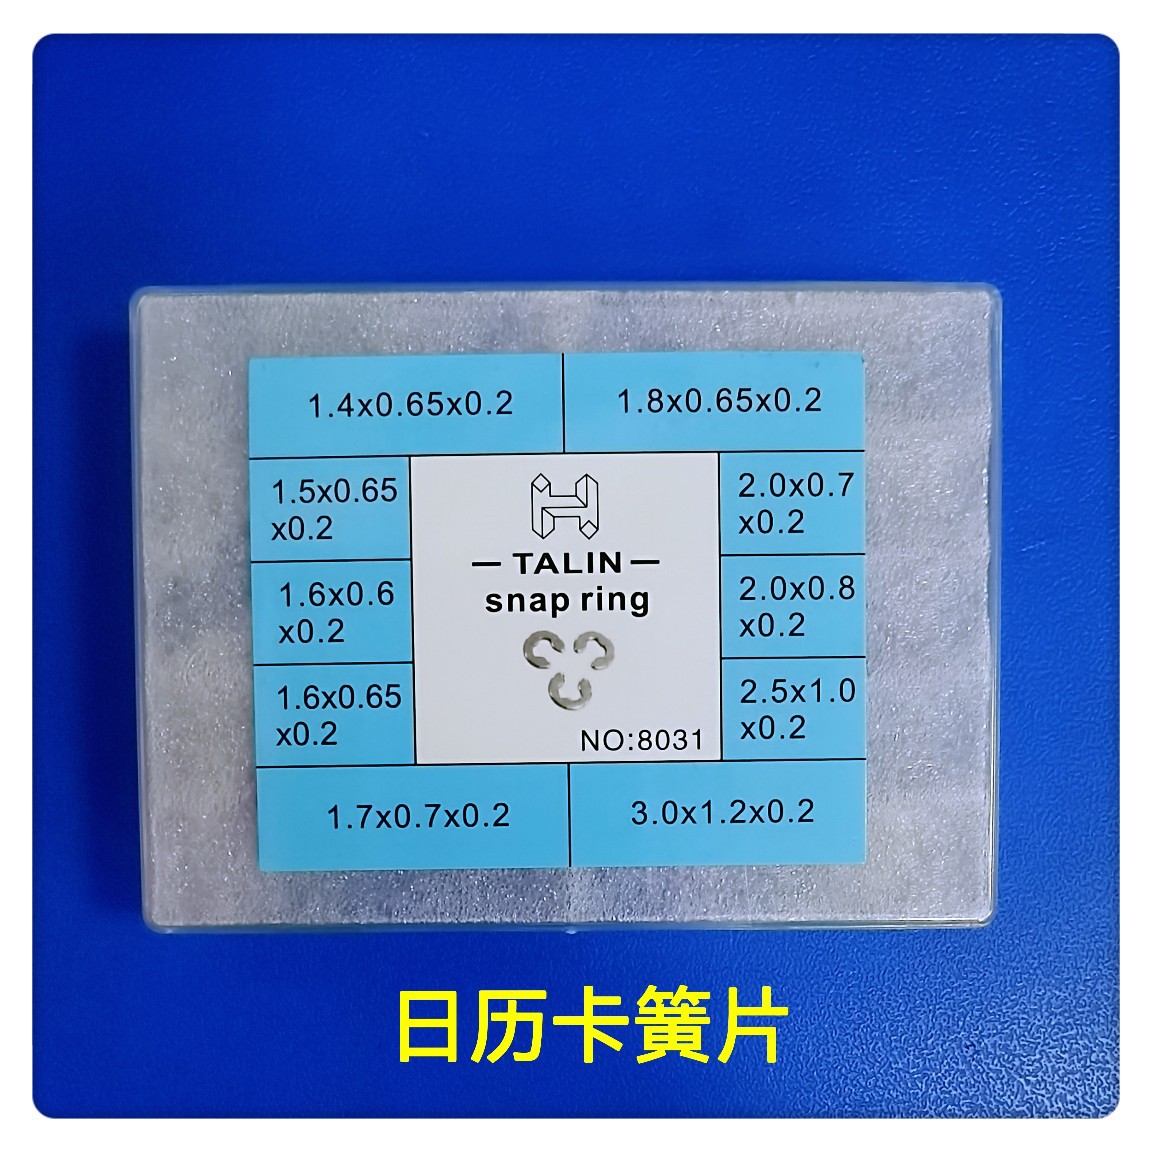 1.4x0.65x0.2
1.8x0.65x0.2
1.5x0.65
x0.2
1.6x0.6
x0.2
1.6x0.65
x0.2
TALIN
snap ring
NO:8031
2.0x0.7
x0.2
2.0x0.8
x0.2
2.5x1.0
x0.2
1.7x0.7x0.2
3.0x1.2x0.2
日历卡簧片